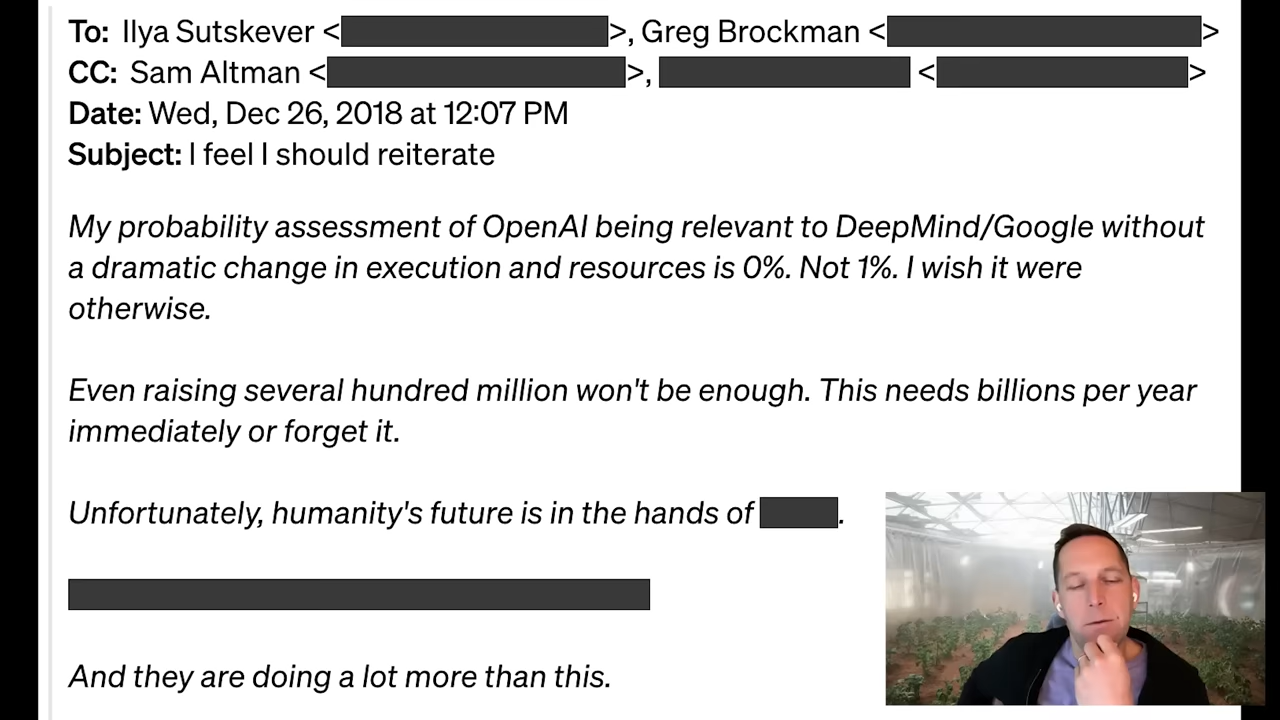 To: Ilya Sutskever < >, Greg Brockman < >
CC: Sam Altman < >, < >
Date: Wed, Dec 26, 2018 at 12:07 PM
Subject: I feel I should reiterate
My probability assessment of OpenAI being relevant to DeepMind/Google without
a dramatic change in execution and resources is 0%. Not 1%. I wish it were
otherwise.
Even raising several hundred million won't be enough. This needs billions per year
immediately or forget it.
Unfortunately, humanity's future is in the hands of .
And they are doing a lot more than this.